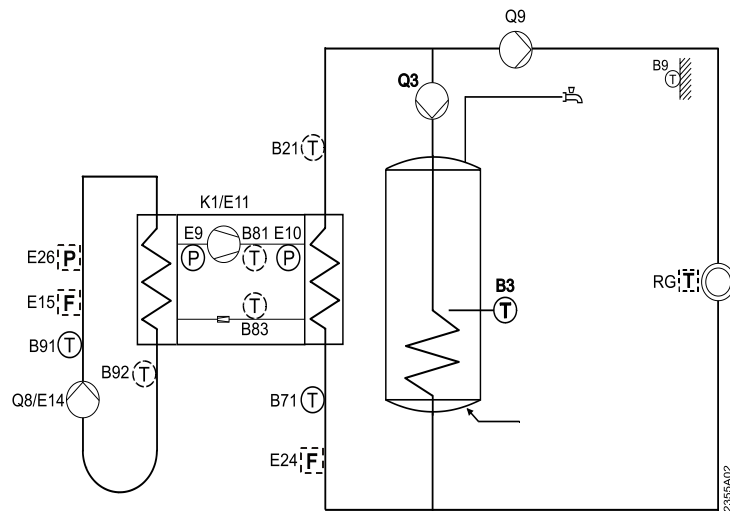 Q9
B9 T
Q3
B21 T
K1/E11
E9 B81 E10
P T P
E26 P
T
E15 F
B83
RG T
B3
T
B91 T
B92 T
Q8/E14
B71 T
E24 F
2355A02